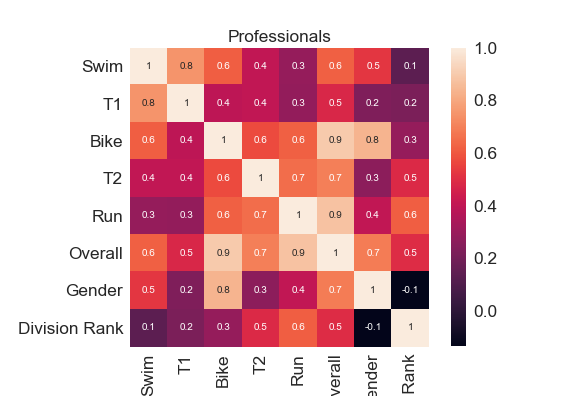 Professionals
Swim 1 0.8 0.6 0.4 0.3 0.6 0.5 0.1
T1 0.8 1 0.4 0.4 0.3 0.5 0.2 0.2
Bike 0.6 0.4 1 0.6 0.6 0.9 0.8 0.3
T2 0.4 0.4 0.6 1 0.7 0.7 0.3 0.5
Run 0.3 0.3 0.6 0.7 1 0.9 0.4 0.6
Overall 0.6 0.5 0.9 0.7 0.9 1 0.7 0.5
Gender 0.5 0.2 0.8 0.3 0.4 0.7 1 -0.1
Division Rank 0.1 0.2 0.3 0.5 0.6 0.5 -0.1 1
Swim
T1
Bike
T2
Run
verall
ender
Rank
1.0
0.8
0.6
0.4
0.2
0.0